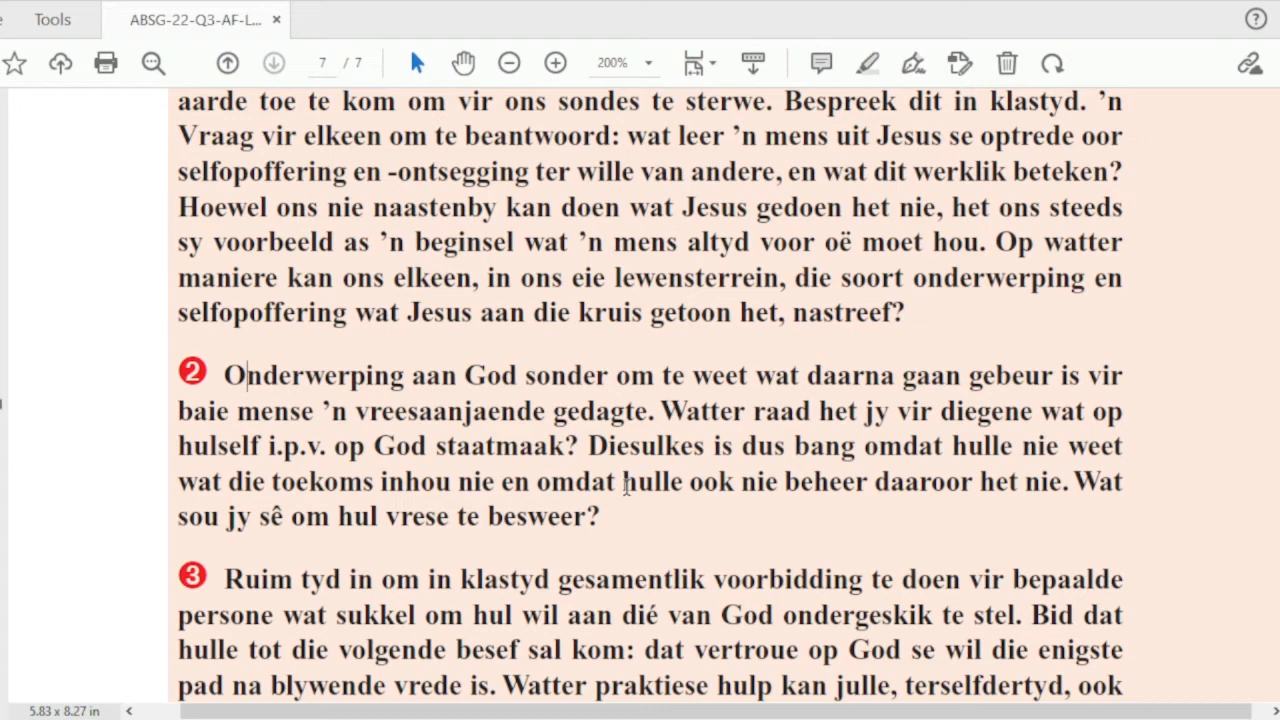 Tools
ABSG-22-Q3-AF-L... ×
7 / 7
200%
aarde toe te kom om vir ons sondes te sterwe. Bespreek dit in klastyd. ’n
Vraag vir elkeen om te beantwoord: wat leer ’n mens uit Jesus se optrede oor
selfopoffering en -ontsegging ter wille van andere, en wat dit werklik beteken?
Hoewel ons nie naastenby kan doen wat Jesus gedoen het nie, het ons steeds
sy voorbeeld as ’n beginsel wat ’n mens altyd voor oë moet hou. Op watter
maniere kan ons elkeen, in ons eie lewensterrein, die soort onderwerping en
selfopoffering wat Jesus aan die kruis getoon het, nastreef?
2 Onderwerping aan God sonder om te weet wat daarna gaan gebeur is vir
baie mense ’n vreesaanjaende gedagte. Watter raad het jy vir diegene wat op
hulself i.p.v. op God staatmaak? Diesulkes is dus bang omdat hulle nie weet
wat die toekoms inhou nie en omdat hulle ook nie beheer daaroor het nie. Wat
sou jy sê om hul vrese te besweer?
3 Ruim tyd in om in klastyd gesamentlik voorbidding te doen vir bepaalde
persone wat sukkel om hul wil aan dié van God ondergeskik te stel. Bid dat
hulle tot die volgende besef sal kom: dat vertroue op God se wil die enigste
pad na blywende vrede is. Watter praktiese hulp kan julle, terselfdertyd, ook
5.83 x 8.27 in